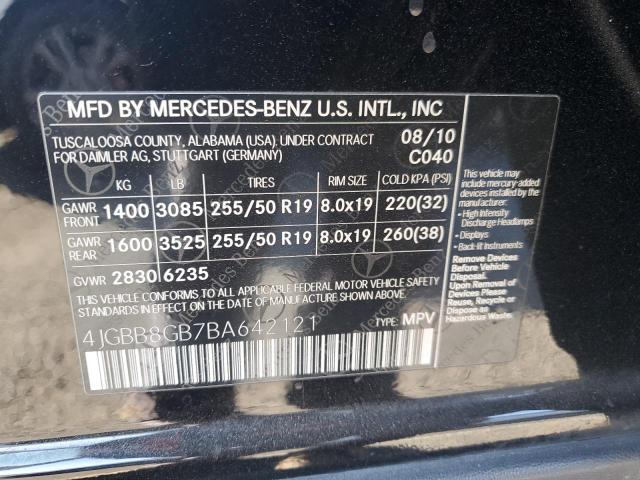 MFD BY MERCEDES-BENZ U.S. INTL., INC
TUSCALOOSA COUNTY, ALABAMA (USA), UNDER CONTRACT 08/10
FOR DAIMLER AG, STUTTGART (GERMANY) C040
KG LB TIRES RIM SIZE COLD KPA (PSI)
GAWR FRONT 1400 3085 255/50 R19 8.0x19 220(32)
GAWR REAR 1600 3525 255/50 R19 8.0x19 260(38)
GVWR 2830 6235
THIS VEHICLE CONFORMS TO ALL APPLICABLE FEDERAL MOTOR VEHICLE SAFETY
STANDARDS IN EFFECT ON THE DATE OF MANUFACTURE SHOWN ABOVE.
4JGBB8GB7BA642121 TYPE: MPV
This vehicle may
include mercury-added
devices installed by the
manufacturer:
• High Intensity
Discharge Headlamps
• Displays
• Back-lit Instruments
Remove Devices
Before Vehicle
Disposal.
Upon Removal of
Devices Please
Reuse, Recycle or
Dispose as
Hazardous Waste.